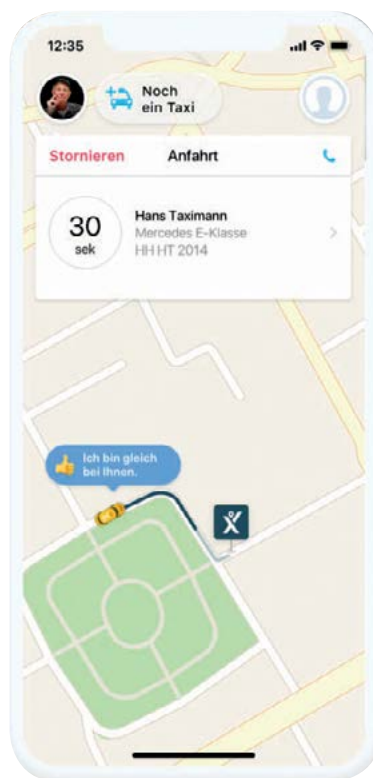 12:35
Noch
ein Taxi
Stornieren Anfahrt
30
sek
Hans Taximann
Mercedes E-Klasse
HH HT 2014
Ich bin gleich
bei Ihnen.